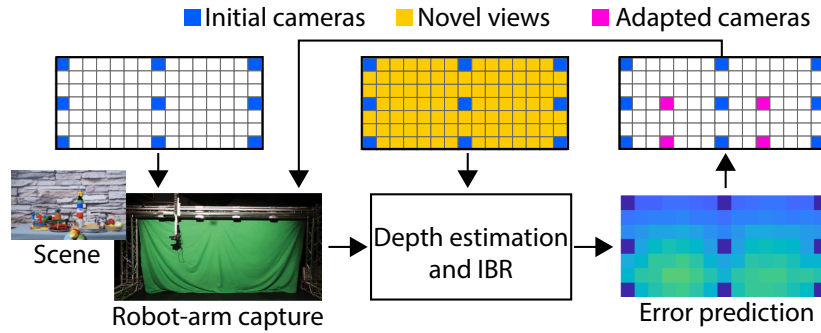 Initial cameras Novel views Adapted cameras
Scene
Robot-arm capture
Depth estimation
and IBR
Error prediction